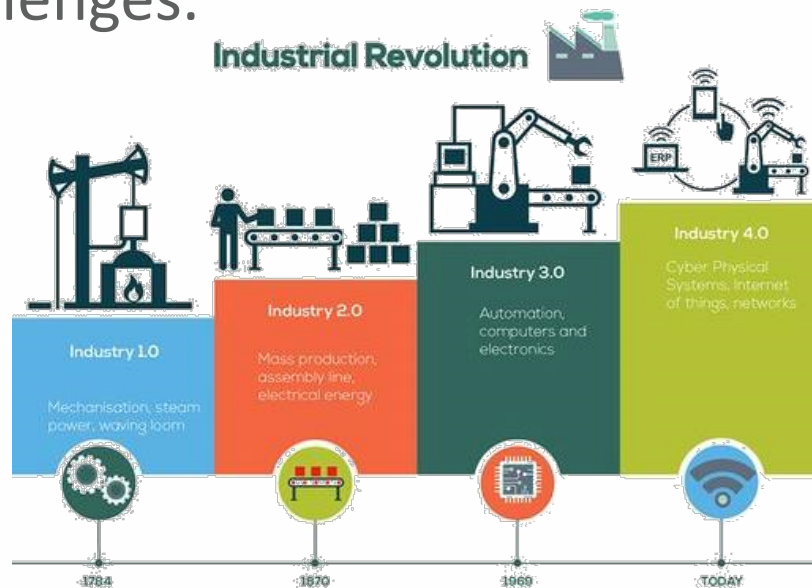 lenges.
Industrial Revolution
ERP
Industry 4.0
Cyber Physical
Systems, internet
of things, networks
Industry 3.0
Automation,
computers and
electronics
Industry 2.0
Mass production,
assembly line,
electrical energy
Industry 1.0
Mechanisation, steam
power, waving loom
1784
1870
1969
TODAY